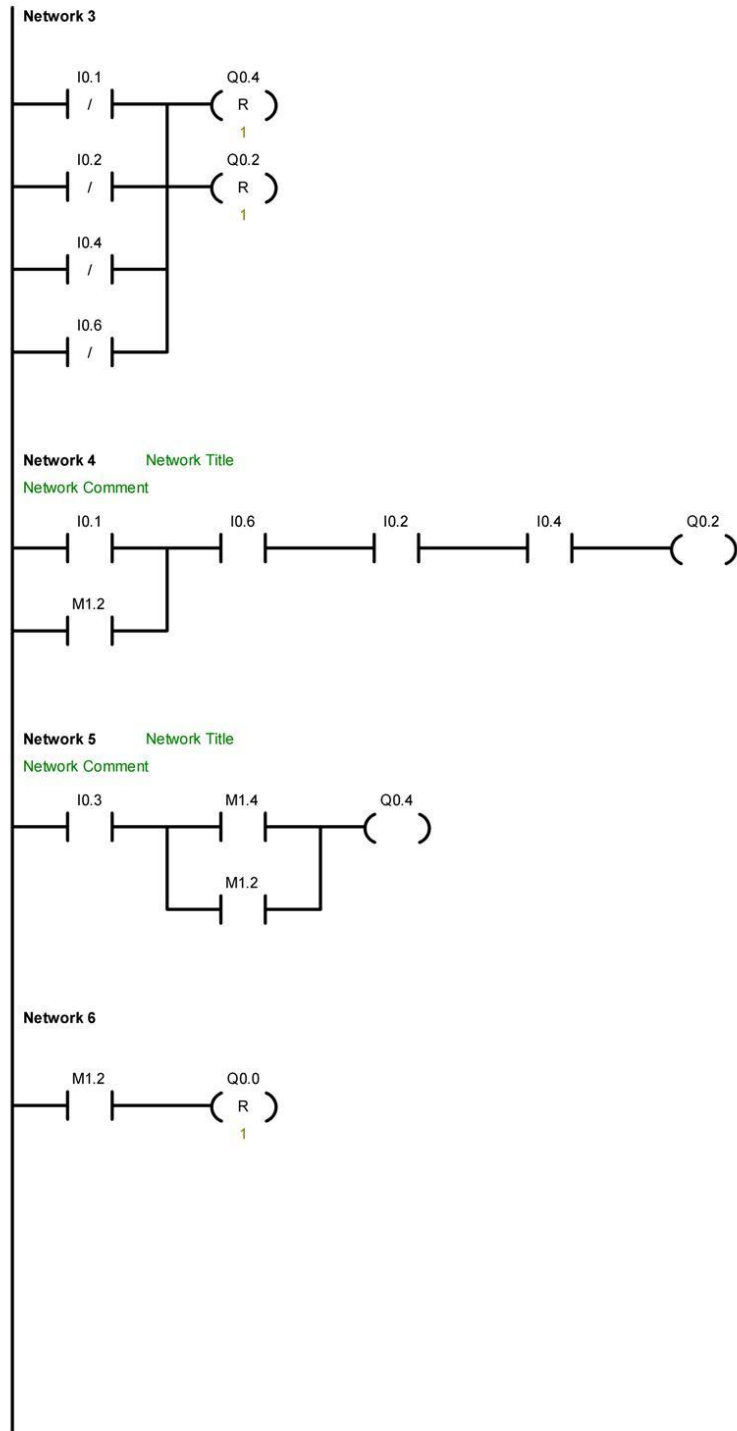 Network 3
I0.1 Q0.4
/ R
1
I0.2 Q0.2
/ R
1
I0.4
/
I0.6
/
Network 4 Network Title
Network Comment
I0.1 I0.6 I0.2 I0.4 Q0.2
M1.2
Network 5 Network Title
Network Comment
I0.3 M1.4 Q0.4
M1.2
Network 6
M1.2 Q0.0
R
1